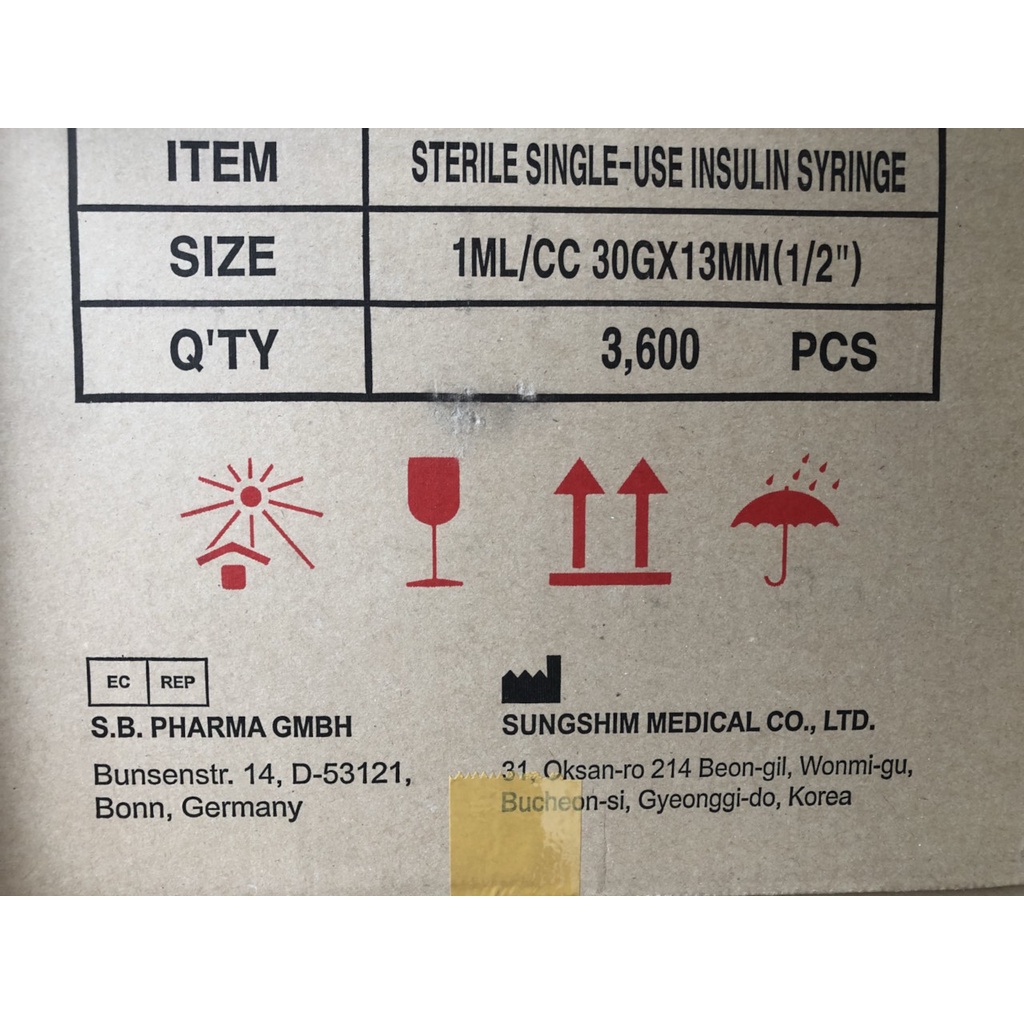 ITEM STERILE SINGLE-USE INSULIN SYRINGE
SIZE 1ML/CC 30GX13MM(1/2")
Q'TY 3,600 PCS
EC REP
S.B. PHARMA GMBH
Bunsenstr. 14, D-53121,
Bonn, Germany
SUNGSHIM MEDICAL CO., LTD.
31, Oksan-ro 214 Beon-gil, Wonmi-gu,
Bucheon-si, Gyeonggi-do, Korea